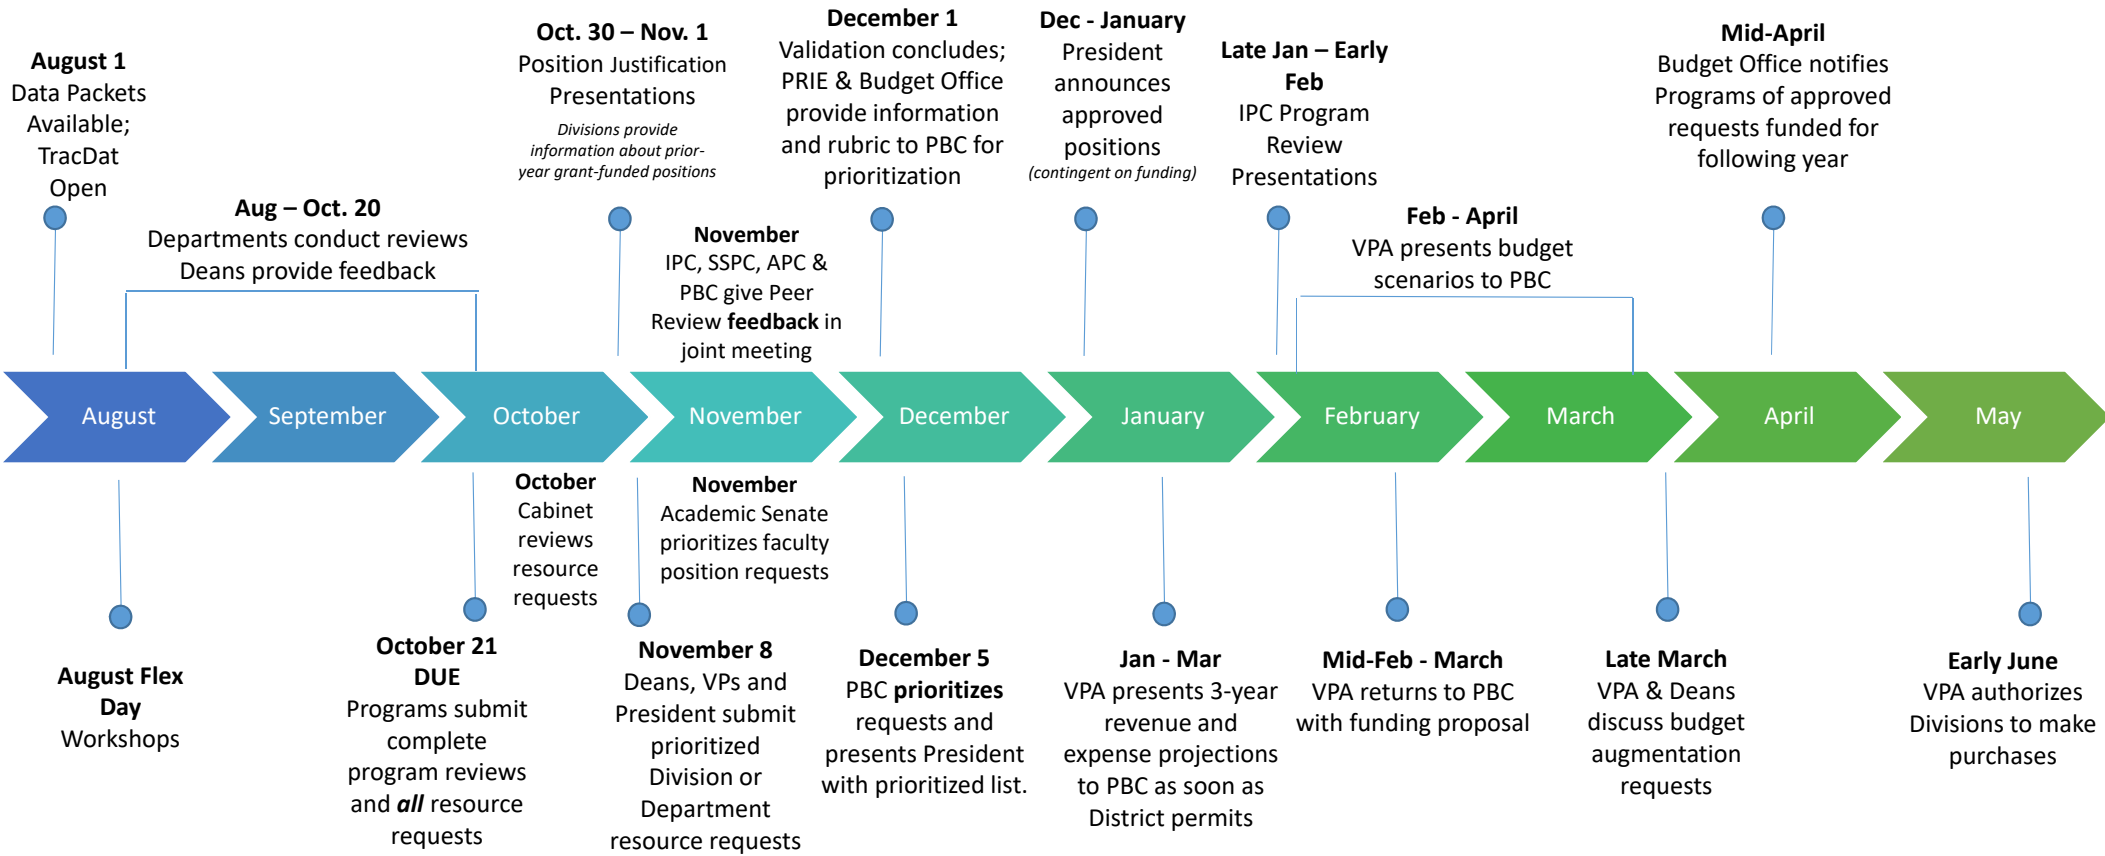 August 1
Data Packets
Available;
TracDat
Open
Aug – Oct. 20
Departments conduct reviews
Deans provide feedback
Oct. 30 – Nov. 1
Position Justification
Presentations
Divisions provide
information about prior-
year grant-funded positions
November
IPC, SSPC, APC &
PBC give Peer
Review feedback in
joint meeting
December 1
Validation concludes;
PRIE & Budget Office
provide information
and rubric to PBC for
prioritization
Dec - January
President
announces
approved
positions
(contingent on funding)
Late Jan – Early
Feb
IPC Program
Review
Presentations
Feb - April
VPA presents budget
scenarios to PBC
Mid-April
Budget Office notifies
Programs of approved
requests funded for
following year
August
September
October
November
December
January
February
March
April
May
August Flex
Day
Workshops
October 21
DUE
Programs submit
complete
program reviews
and all resource
requests
October
Cabinet
reviews
resource
requests
November 8
Deans, VPs and
President submit
prioritized
Division or
Department
resource requests
November
Academic Senate
prioritizes faculty
position requests
December 5
PBC prioritizes
requests and
presents President
with prioritized list.
Jan - Mar
VPA presents 3-year
revenue and
expense projections
to PBC as soon as
District permits
Mid-Feb - March
VPA returns to PBC
with funding proposal
Late March
VPA & Deans
discuss budget
augmentation
requests
Early June
VPA authorizes
Divisions to make
purchases